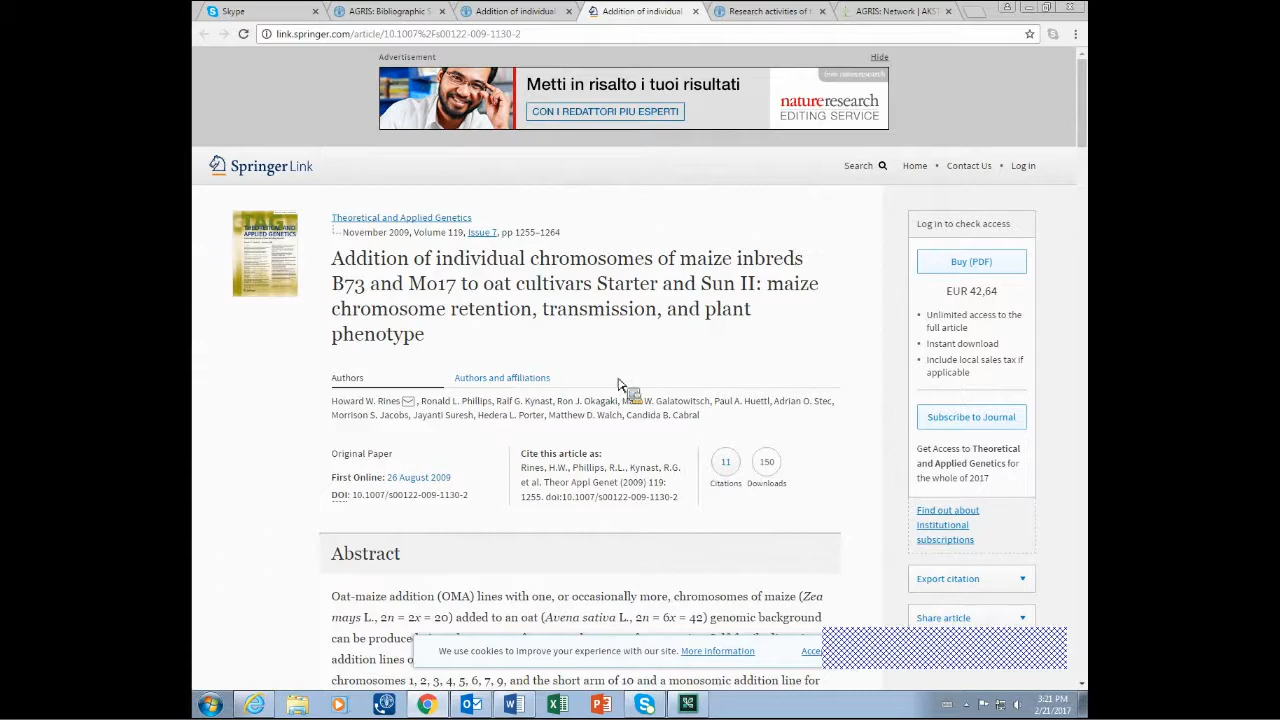 Skype
AGRIS: Bibliographic S
Addition of individual
Addition of individual
Research activities of
AGRIS: Network | AKST
link.springer.com/article/10.1007%2Fs00122-009-1130-2
Advertisement
Hide
Metti in risalto i tuoi risultati
CON I REDATTORI PIU ESPERTI
from natureresearch
natureresearch
EDITING SERVICE
Springer Link
Search
Home • Contact Us • Log in
TAG
THEORETICAL AND
APPLIED GENETICS
Theoretical and Applied Genetics
November 2009, Volume 119, Issue 7, pp 1255–1264
Addition of individual chromosomes of maize inbreds
B73 and Mo17 to oat cultivars Starter and Sun II: maize
chromosome retention, transmission, and plant
phenotype
Authors
Authors and affiliations
Howard W. Rines , Ronald L. Phillips, Ralf G. Kynast, Ron J. Okagaki, W. Galatowitsch, Paul A. Huettl, Adrian O. Stec,
Morrison S. Jacobs, Jayanti Suresh, Hedera L. Porter, Matthew D. Walch, Candida B. Cabral
Original Paper
First Online: 26 August 2009
DOI: 10.1007/s00122-009-1130-2
Cite this article as:
Rines, H.W., Phillips, R.L., Kynast, R.G.
et al. Theor Appl Genet (2009) 119:
1255. doi:10.1007/s00122-009-1130-2
11
Citations
150
Downloads
Abstract
Oat-maize addition (OMA) lines with one, or occasionally more, chromosomes of maize (Zea
mays L., 2n = 2x = 20) added to an oat (Avena sativa L., 2n = 6x = 42) genomic background
can be produced
addition lines o
chromosomes 1, 2, 3, 4, 5, 6, 7, 9, and the short arm of 10 and a monosomic addition line for
Log in to check access
Buy (PDF)
EUR 42,64
• Unlimited access to the
full article
• Instant download
• Include local sales tax if
applicable
Subscribe to Journal
Get Access to Theoretical
and Applied Genetics for
the whole of 2017
Find out about
institutional
subscriptions
Export citation
Share article
We use cookies to improve your experience with our site. More information
Acce
3:21 PM
2/21/2017